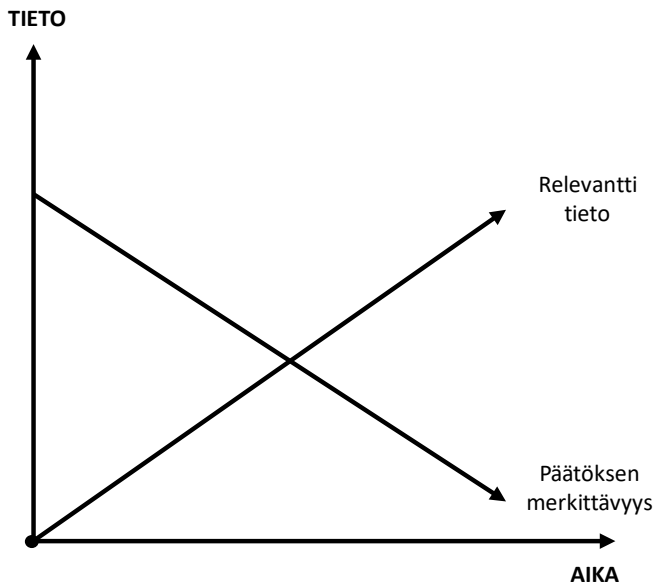 TIETO
Relevantti
tieto
Päätöksen
merkittävyys
AIKA